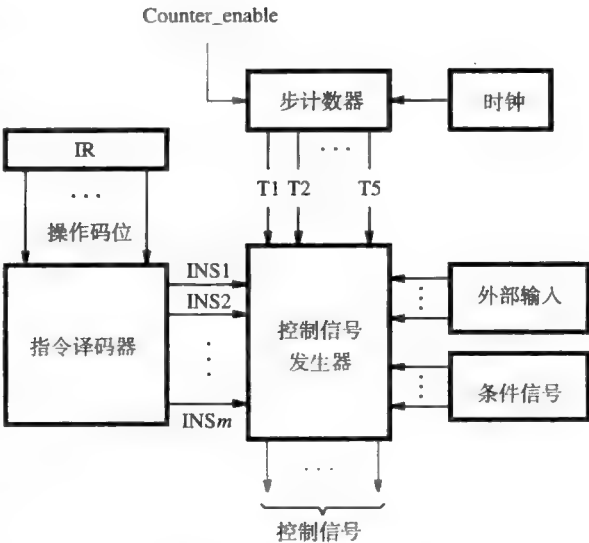 Counter_enable
步计数器
时钟
IR
...
...
T1 T2 T5
操作码位
指令译码器
INS1
INS2
INSm
控制信号
发生器
外部输入
条件信号
...
控制信号